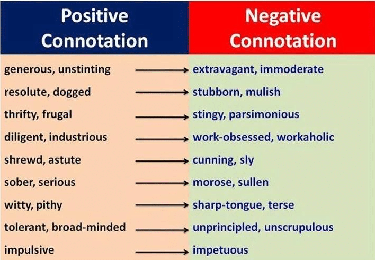 Positive Connotation
Negative Connotation
generous, unstinting
extravagant, immoderate
resolute, dogged
stubborn, mulish
thrifty, frugal
stingy, parsimonious
diligent, industrious
work-obsessed, workaholic
shrewd, astute
cunning, sly
sober, serious
morose, sullen
witty, pithy
sharp-tongue, terse
tolerant, broad-minded
unprincipled, unscrupulous
impulsive
impetuous